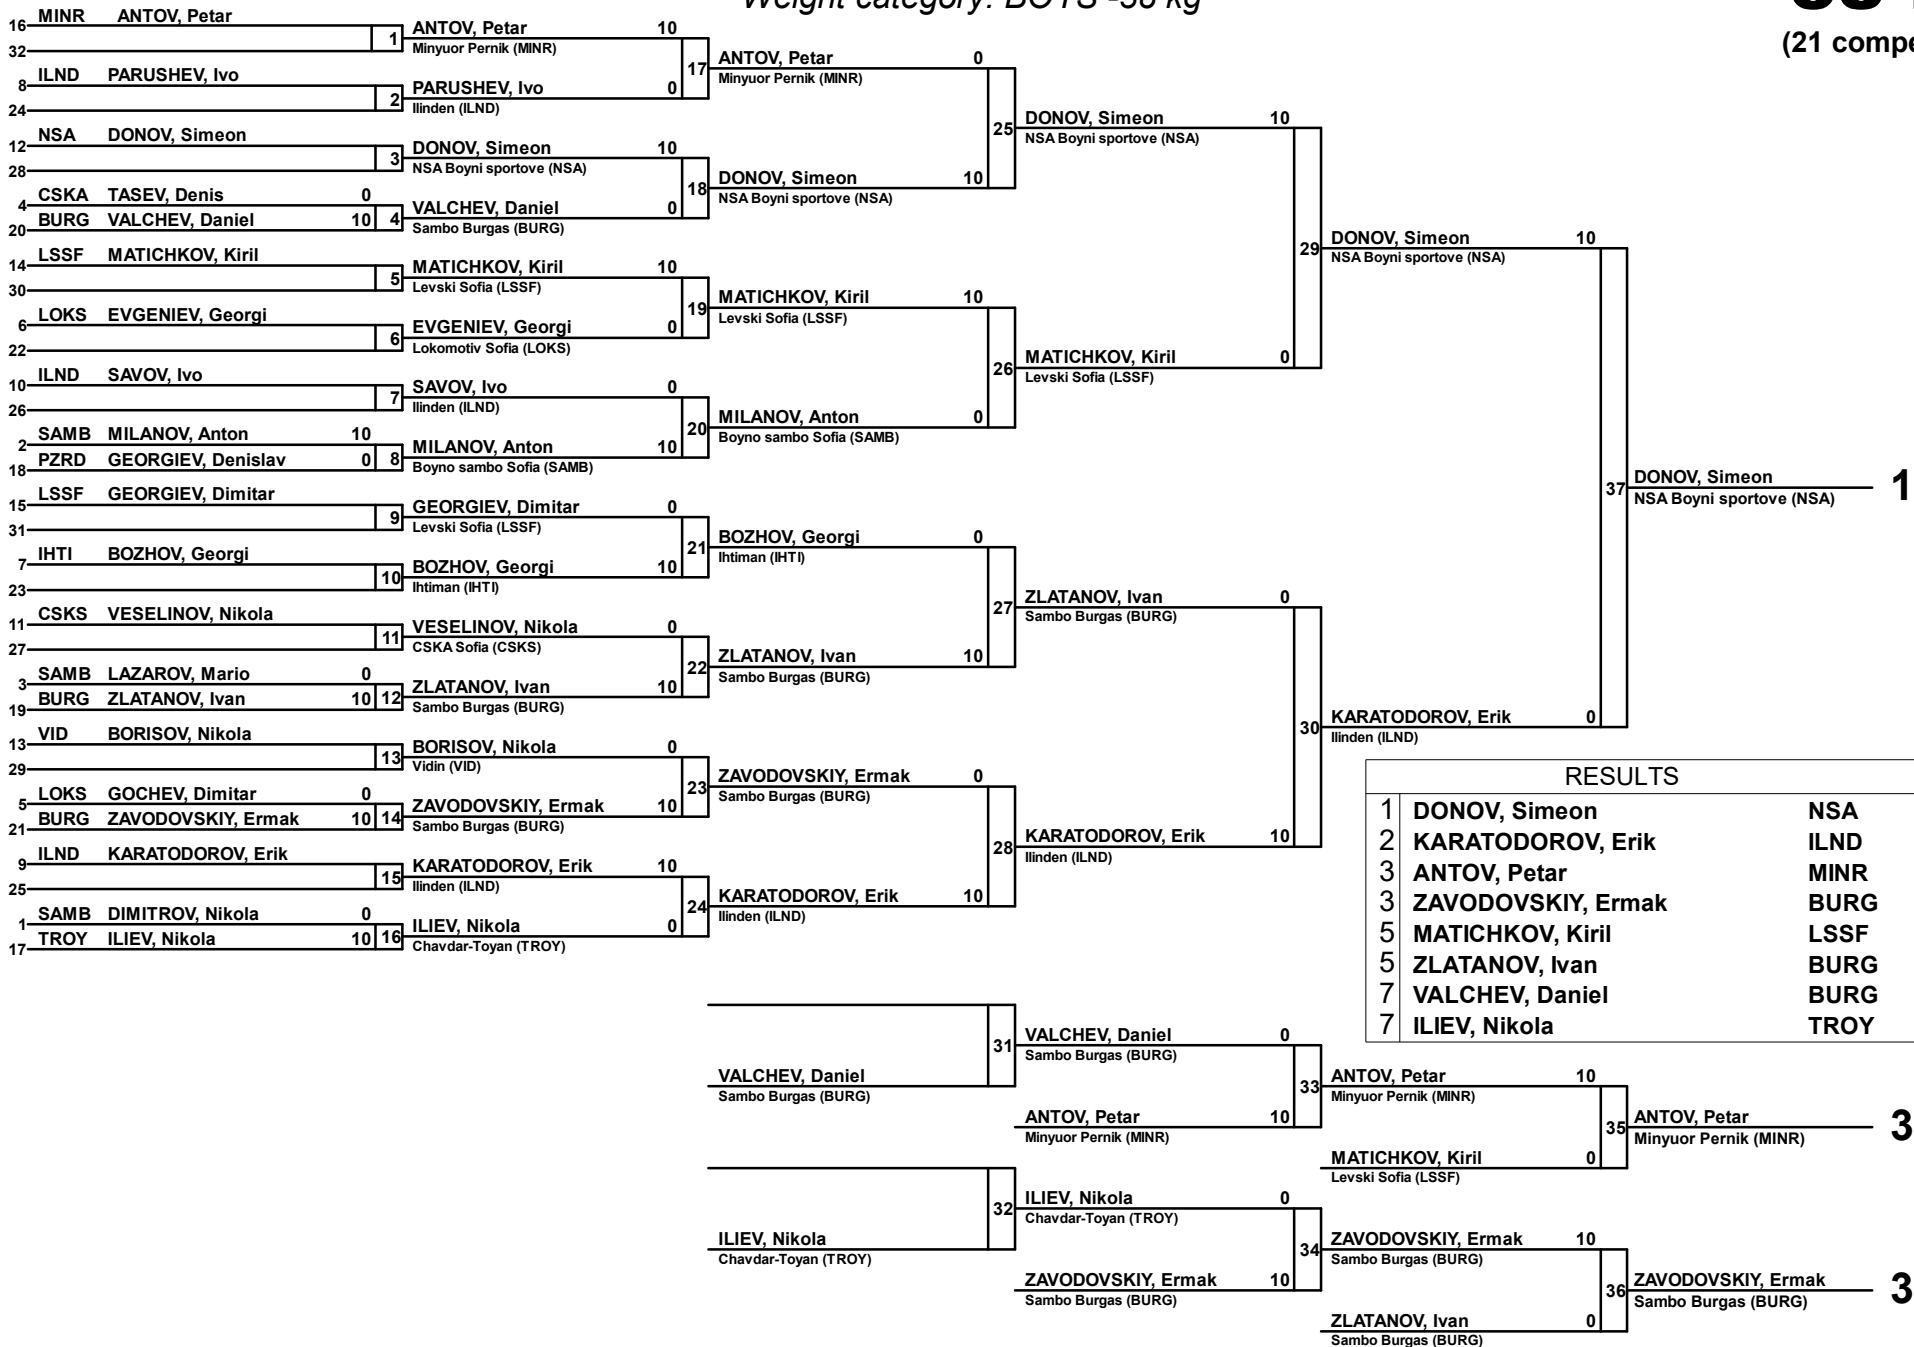 16 MINR ANTOV, Petar
32
1
8 ILND PARUSHEV, Ivo
24
2
12 NSA DONOV, Simeon
28
3
4 CSKA TASEV, Denis 0
20 BURG VALCHEV, Daniel 10
4
14 LSSF MATICHKOV, Kiril
30
5
6 LOKS EVGENIEV, Georgi
22
6
10 ILND SAVOV, Ivo
26
7
2 SAMB MILANOV, Anton 10
18 PZRD GEORGIEV, Denislav 0
8
15 LSSF GEORGIEV, Dimitar
31
9
7 IHTI BOZHOV, Georgi
23
10
11 CSKS VESELINOV, Nikola
27
11
3 SAMB LAZAROV, Mario 0
19 BURG ZLATANOV, Ivan 10
12
13 VID BORISOV, Nikola
29
13
5 LOKS GOCHEV, Dimitar 0
21 BURG ZAVODOVSKIY, Ermak 10
14
9 ILND KARATODOROV, Erik
25
15
1 SAMB DIMITROV, Nikola 0
17 TROY ILIEV, Nikola 10
16
ANTOV, Petar 10
Minyuor Pernik (MINR)
17
PARUSHEV, Ivo 0
Ilinden (ILND)
DONOV, Simeon 10
NSA Boyni sportove (NSA)
18
VALCHEV, Daniel 0
Sambo Burgas (BURG)
MATICHKOV, Kiril 10
Levski Sofia (LSSF)
19
EVGENIEV, Georgi 0
Lokomotiv Sofia (LOKS)
SAVOV, Ivo 0
Ilinden (ILND)
20
MILANOV, Anton 10
Boyno sambo Sofia (SAMB)
GEORGIEV, Dimitar 0
Levski Sofia (LSSF)
21
BOZHOV, Georgi 10
Ihtiman (IHTI)
VESELINOV, Nikola 0
CSKA Sofia (CSKS)
22
ZLATANOV, Ivan 10
Sambo Burgas (BURG)
BORISOV, Nikola 0
Vidin (VID)
23
ZAVODOVSKIY, Ermak 10
Sambo Burgas (BURG)
KARATODOROV, Erik 10
Ilinden (ILND)
24
ILIEV, Nikola 0
Chavdar-Toyan (TROY)
Weight category: BOYS -38 kg
(21 compe
ANTOV, Petar 0
Minyuor Pernik (MINR)
25
DONOV, Simeon 10
NSA Boyni sportove (NSA)
MATICHKOV, Kiril 10
Levski Sofia (LSSF)
26
MILANOV, Anton 0
Boyno sambo Sofia (SAMB)
BOZHOV, Georgi 0
Ihtiman (IHTI)
27
ZLATANOV, Ivan 10
Sambo Burgas (BURG)
ZAVODOVSKIY, Ermak 0
Sambo Burgas (BURG)
28
KARATODOROV, Erik 10
Ilinden (ILND)
DONOV, Simeon 10
NSA Boyni sportove (NSA)
29
MATICHKOV, Kiril 0
Levski Sofia (LSSF)
ZLATANOV, Ivan 0
Sambo Burgas (BURG)
30
KARATODOROV, Erik 10
Ilinden (ILND)
DONOV, Simeon 10
NSA Boyni sportove (NSA)
37
KARATODOROV, Erik 0
Ilinden (ILND)
DONOV, Simeon 1
NSA Boyni sportove (NSA)
RESULTS
1 DONOV, Simeon NSA
2 KARATODOROV, Erik ILND
3 ANTOV, Petar MINR
3 ZAVODOVSKIY, Ermak BURG
5 MATICHKOV, Kiril LSSF
5 ZLATANOV, Ivan BURG
7 VALCHEV, Daniel BURG
7 ILIEV, Nikola TROY
31
VALCHEV, Daniel
Sambo Burgas (BURG)
VALCHEV, Daniel 0
Sambo Burgas (BURG)
33
ANTOV, Petar 10
Minyuor Pernik (MINR)
ANTOV, Petar 10
Minyuor Pernik (MINR)
35
MATICHKOV, Kiril 0
Levski Sofia (LSSF)
ANTOV, Petar 3
Minyuor Pernik (MINR)
32
ILIEV, Nikola
Chavdar-Toyan (TROY)
ILIEV, Nikola 0
Chavdar-Toyan (TROY)
34
ZAVODOVSKIY, Ermak 10
Sambo Burgas (BURG)
ZAVODOVSKIY, Ermak 10
Sambo Burgas (BURG)
36
ZLATANOV, Ivan 0
Sambo Burgas (BURG)
ZAVODOVSKIY, Ermak 3
Sambo Burgas (BURG)